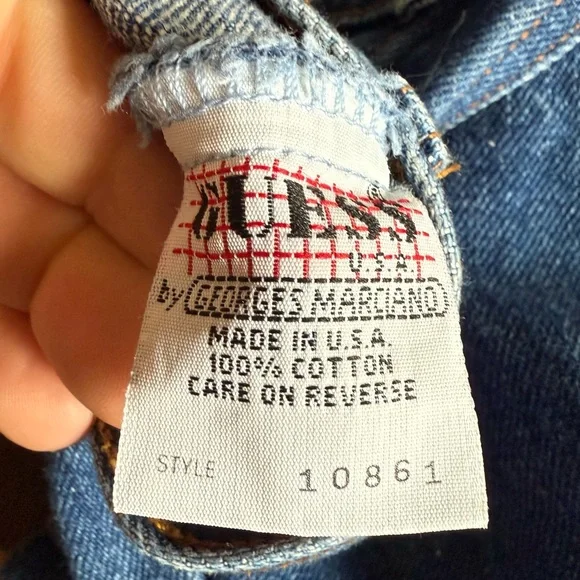 GUESS®
U.S.A.
by GEORGES MARCIANO
MADE IN U.S.A.
100% COTTON
CARE ON REVERSE
STYLE 10861